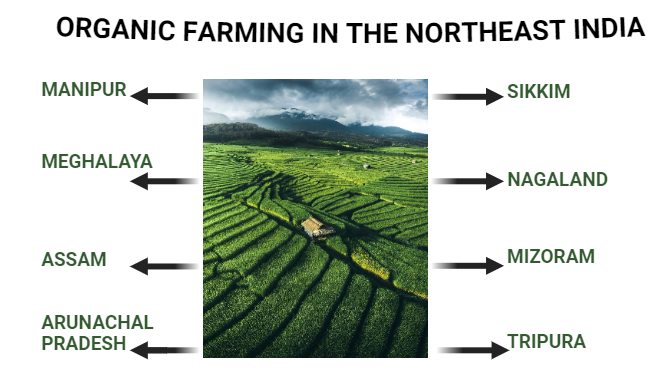 ORGANIC FARMING IN THE NORTHEAST INDIA
MANIPUR
SIKKIM
MEGHALAYA
NAGALAND
ASSAM
MIZORAM
ARUNACHAL
PRADESH
TRIPURA